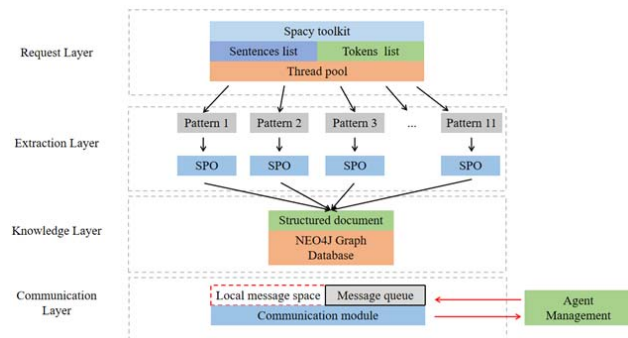 Spacy toolkit
Request Layer
Sentences list
Tokens list
Thread pool
Pattern 1
Pattern 2
Pattern 3
...
Pattern 11
Extraction Layer
SPO
SPO
SPO
SPO
Structured document
Knowledge Layer
NEO4J Graph
Database
Local message space
Message queue
Communication
Layer
Communication module
Agent
Management